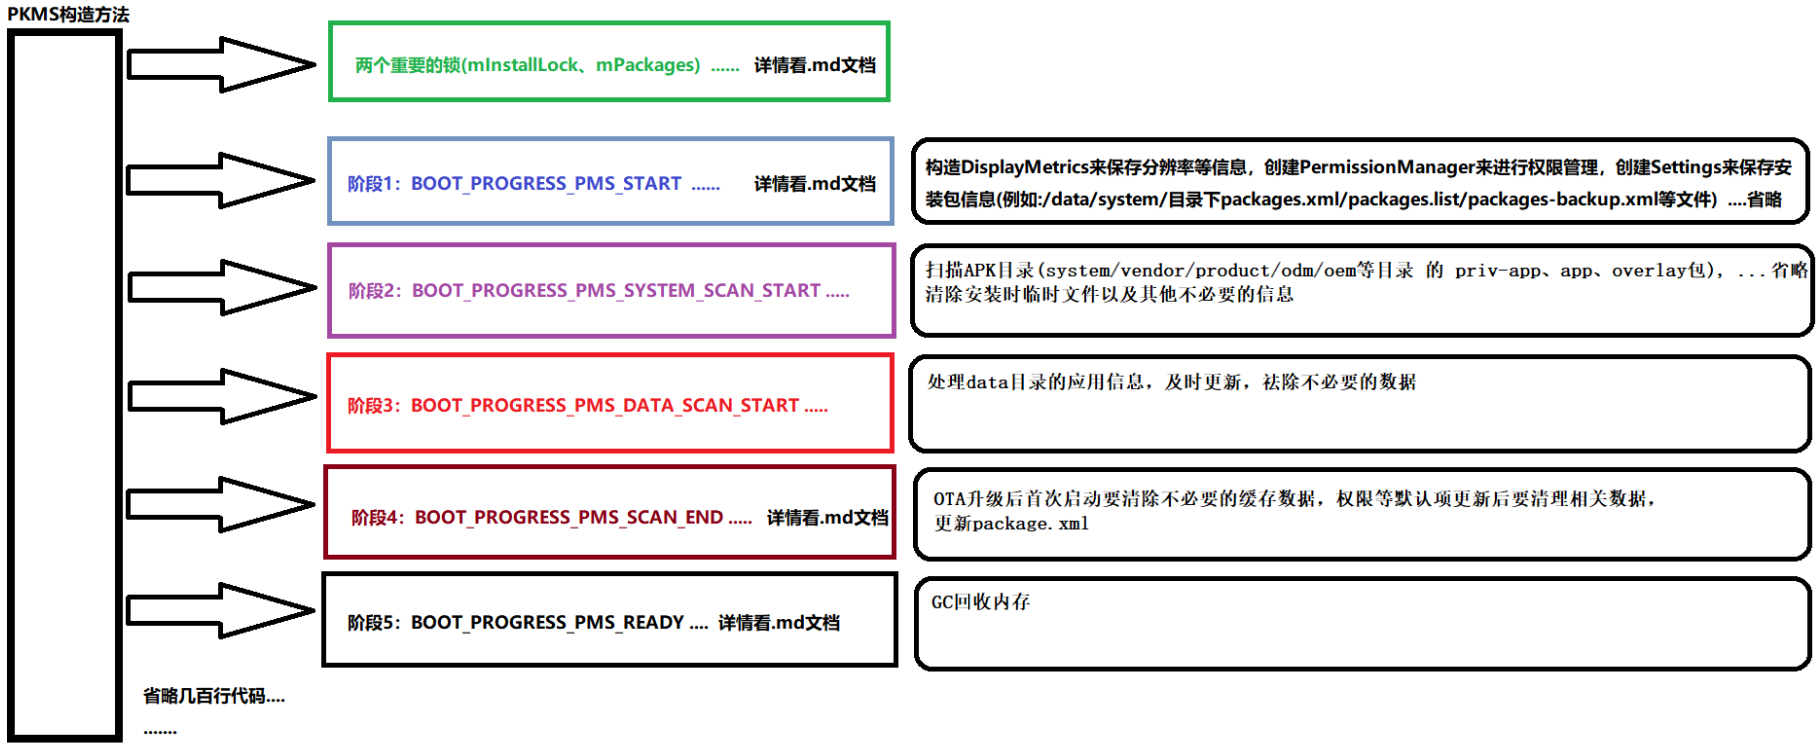 PKMS构造方法
两个重要的锁(mInstallLock、mPackages) ...... 详情看.md文档
阶段1：BOOT_PROGRESS_PMS_START ...... 详情看.md文档
构造DisplayMetrics来保存分辨率等信息，创建PermissionManager来进行权限管理，创建Settings来保存安
装包信息(例如:/data/system/目录下packages.xml/packages.list/packages-backup.xml等文件) ....省略
阶段2：BOOT_PROGRESS_PMS_SYSTEM_SCAN_START .....
扫描APK目录(system/vendor/product/odm/oem等目录 的 priv-app、app、overlay包), ...省略
清除安装时临时文件以及其他不必要的信息
阶段3：BOOT_PROGRESS_PMS_DATA_SCAN_START .....
处理data目录的应用信息，及时更新，祛除不必要的数据
阶段4：BOOT_PROGRESS_PMS_SCAN_END ..... 详情看.md文档
OTA升级后首次启动要清除不必要的缓存数据，权限等默认项更新后要清理相关数据，
更新package.xml
阶段5：BOOT_PROGRESS_PMS_READY .... 详情看.md文档
GC回收内存
省略几百行代码....
.......